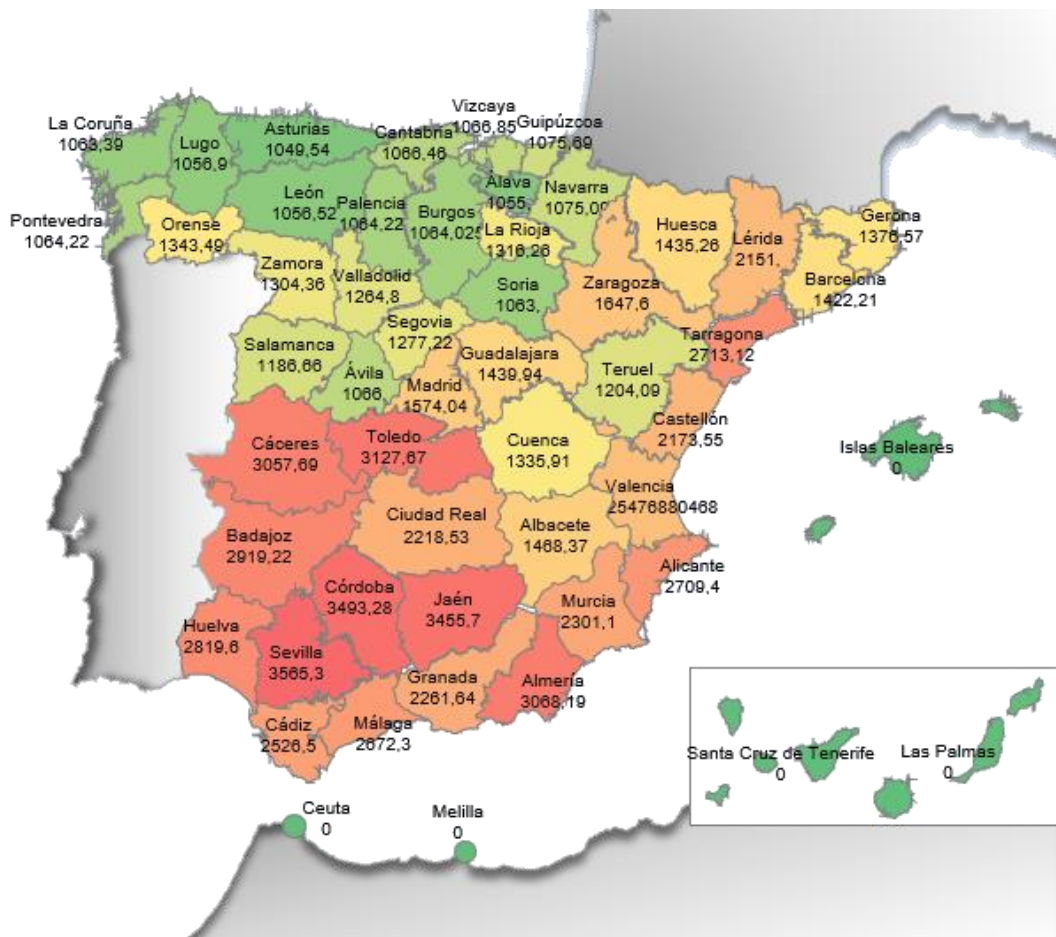 La Coruña
1063,39
Lugo
1056,9
Asturias
1049,54
Cantabria
1066,46
Vizcaya
1066,85
Guipúzcoa
1075,69
Pontevedra
1064,22
Orense
1343,49
León
1056,52
Palencia
1064,22
Burgos
1064,025
Álava
1055,
Navarra
1075,09
La Rioja
1316,26
Huesca
1435,26
Lérida
2151,
Gerona
1376,57
Barcelona
1422,21
Zamora
1304,36
Valladolid
1264,8
Soria
1063,
Zaragoza
1647,6
Tarragona
2713,12
Salamanca
1186,66
Ávila
1066
Segovia
1277,22
Madrid
1574,04
Guadalajara
1439,94
Teruel
1204,09
Castellón
2173,55
Cáceres
3057,69
Toledo
3127,67
Cuenca
1335,91
Islas Baleares
0
Valencia
25476880468
Badajoz
2919,22
Ciudad Real
2218,53
Albacete
1468,37
Alicante
2709,4
Huelva
2819,6
Sevilla
3565,3
Córdoba
3493,28
Jaén
3455,7
Murcia
2301,1
Cádiz
2526,5
Málaga
2672,3
Granada
2261,64
Almería
3068,19
Santa Cruz de Tenerife
0
Las Palmas
0
Ceuta
0
Melilla
0